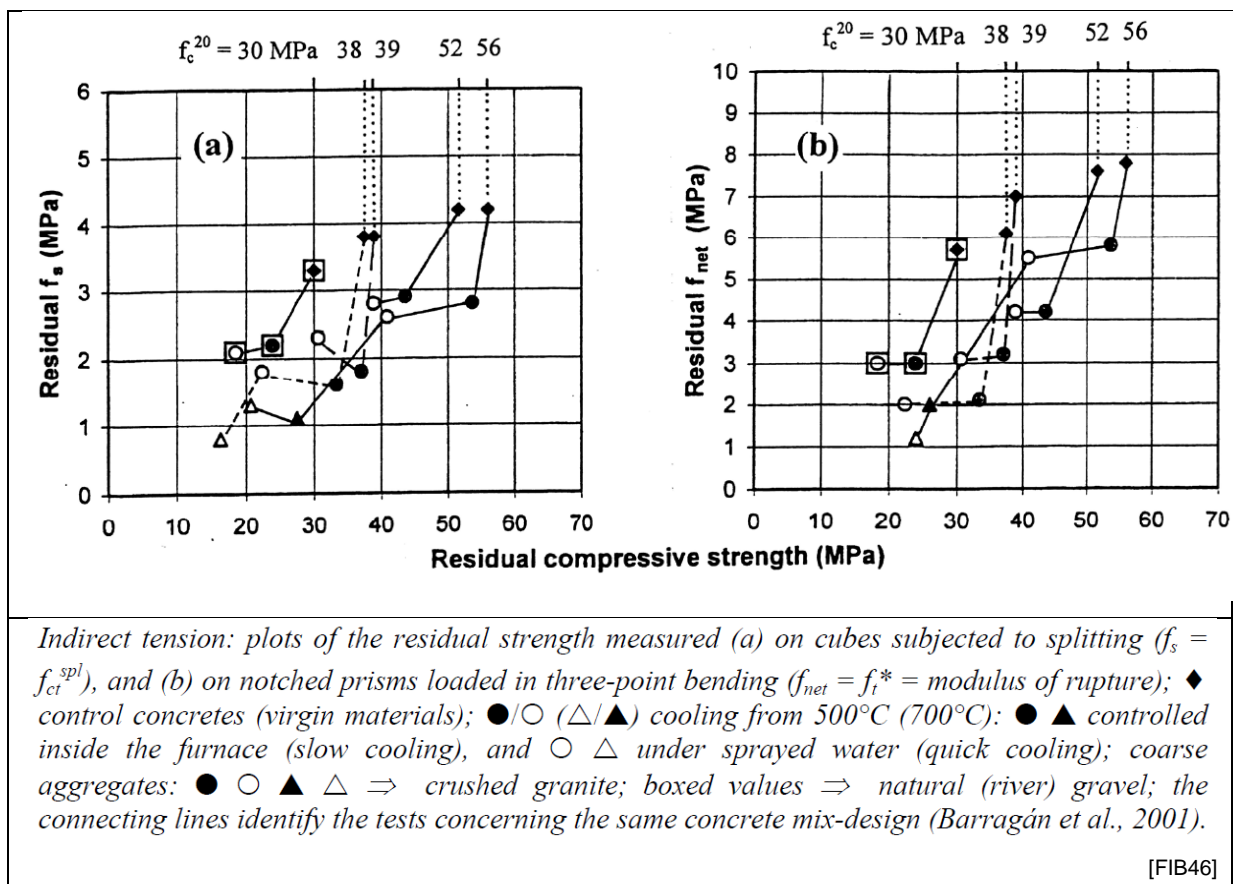 f_c^20 = 30 MPa 38 39 52 56
f_c^20 = 30 MPa 38 39 52 56
6
5
4
3
2
1
0
(a)
Residual f_s (MPa)
0 10 20 30 40 50 60 70
10
9
8
7
6
5
4
3
2
1
0
(b)
Residual f_net (MPa)
0 10 20 30 40 50 60 70
Residual compressive strength (MPa)
Indirect tension: plots of the residual strength measured (a) on cubes subjected to splitting (f_s =
f_ct^spl), and (b) on notched prisms loaded in three-point bending (f_net = f_t* = modulus of rupture); ♦
control concretes (virgin materials); ●/○ (△/▲) cooling from 500°C (700°C): ● ▲ controlled
inside the furnace (slow cooling), and ○ △ under sprayed water (quick cooling); coarse
aggregates: ● ○ ▲ △ ⇒ crushed granite; boxed values ⇒ natural (river) gravel; the
connecting lines identify the tests concerning the same concrete mix-design (Barragán et al., 2001).
[FIB46]